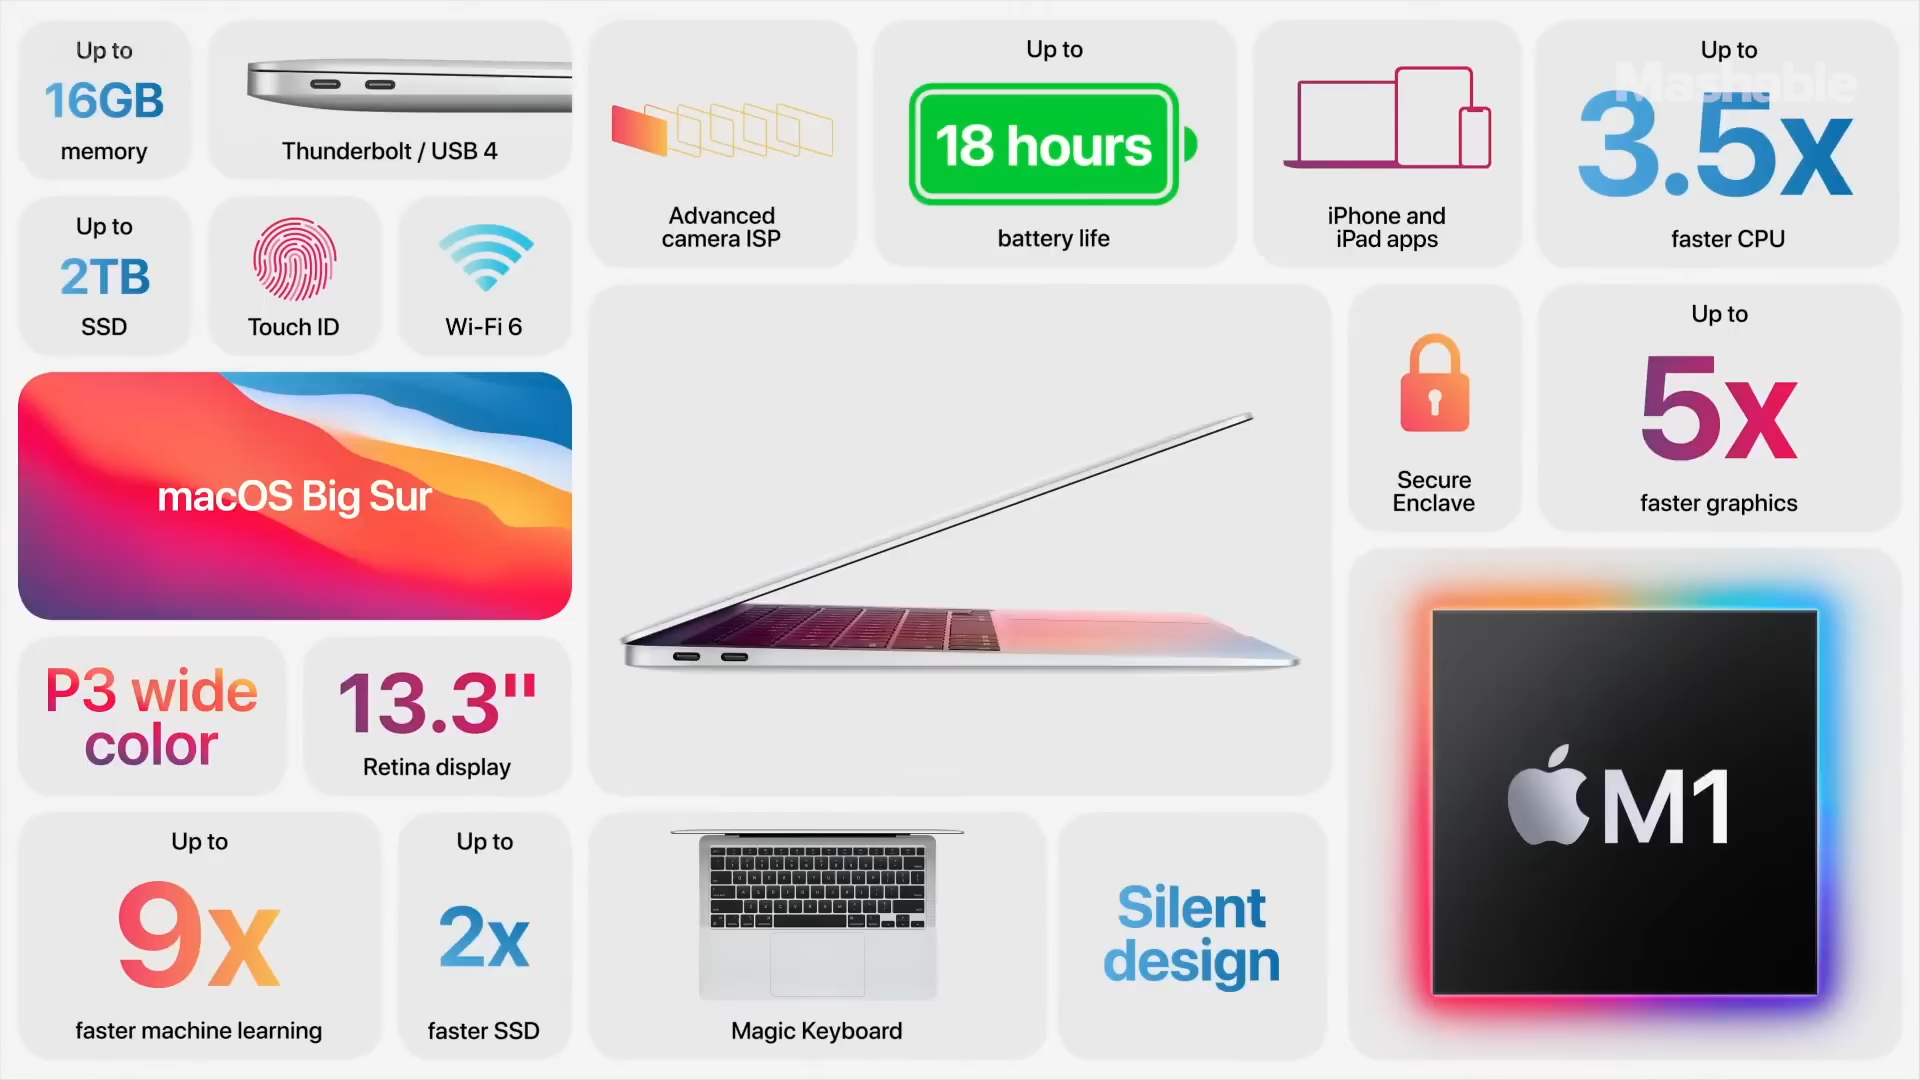 Up to
16GB
memory
Thunderbolt / USB 4
Advanced
camera ISP
Up to
18 hours
battery life
iPhone and
iPad apps
Up to
3.5x
faster CPU
Mashable
Up to
2TB
SSD
Touch ID
Wi-Fi 6
macOS Big Sur
Secure
Enclave
Up to
5x
faster graphics
P3 wide
color
13.3"
Retina display
M1
Up to
9x
faster machine learning
Up to
2x
faster SSD
Magic Keyboard
Silent
design